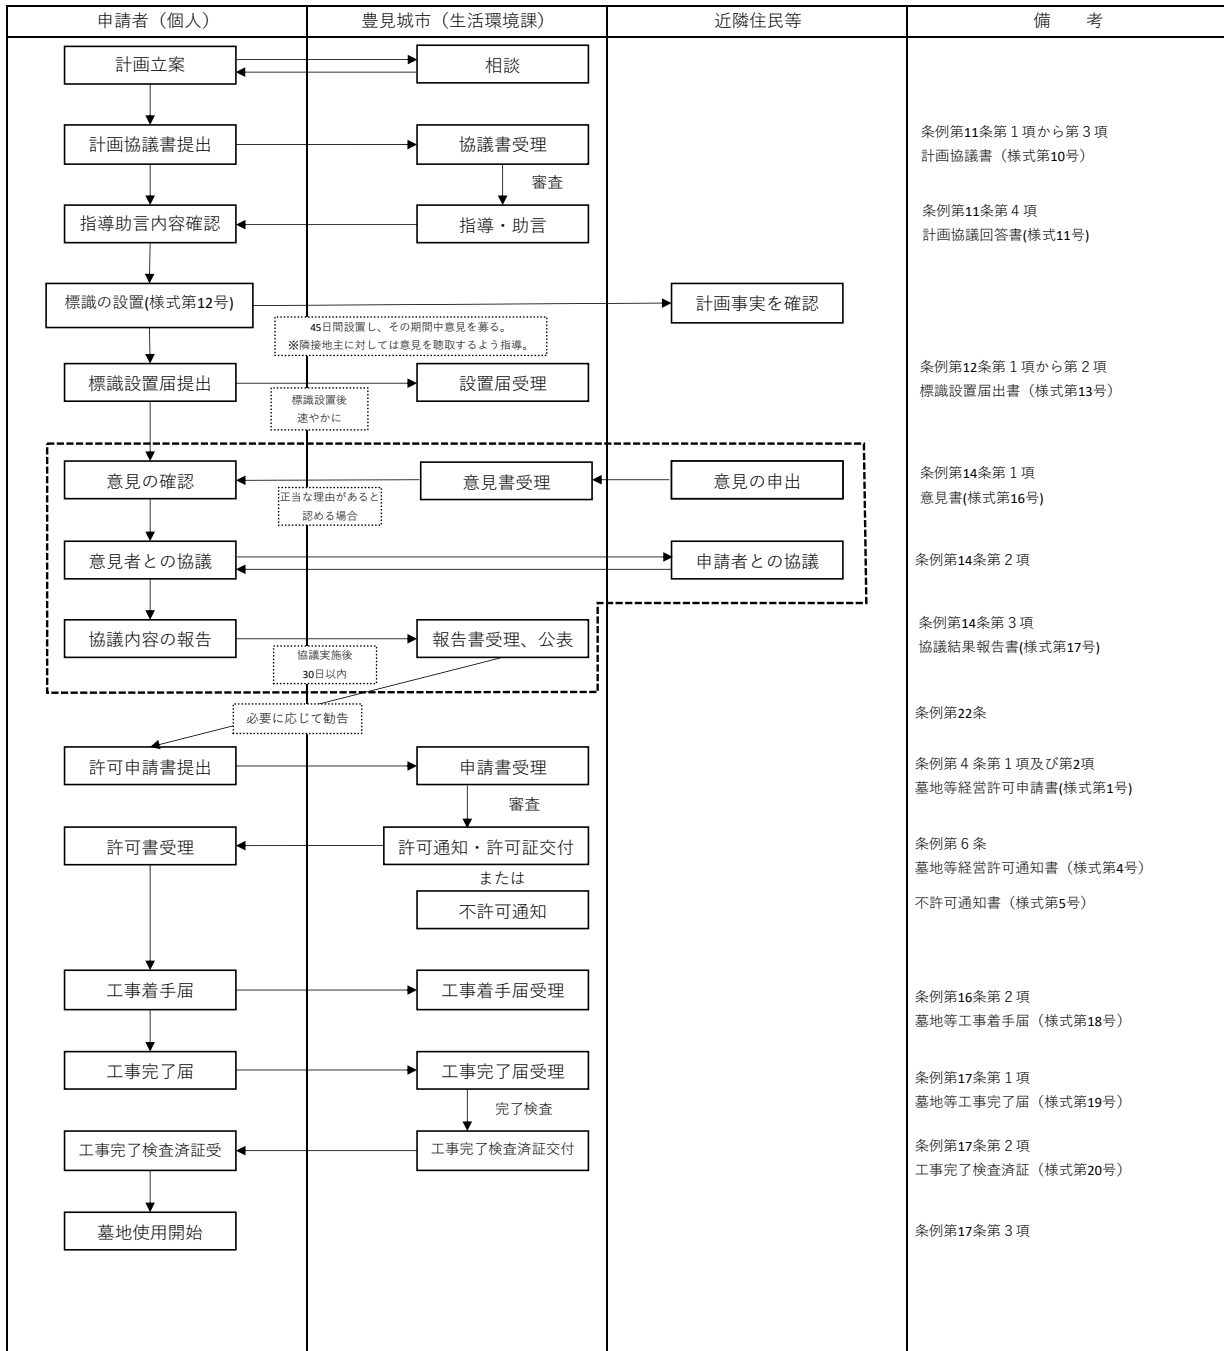 申請者（個人）
豊見城市（生活環境課）
近隣住民等
備　　考
計画立案
相談
計画協議書提出
協議書受理
条例第11条第１項から第３項
計画協議書（様式第10号）
審査
指導助言内容確認
指導・助言
条例第11条第４項
計画協議回答書(様式11号)
標識の設置(様式第12号)
計画事実を確認
45日間設置し、その期間中意見を募る。
※隣接地主に対しては意見を聴取するよう指導。
標識設置届提出
設置届受理
条例第12条第１項から第２項
標識設置届出書（様式第13号）
標識設置後
速やかに
意見の確認
意見書受理
意見の申出
条例第14条第１項
意見書(様式第16号)
正当な理由があると
認める場合
意見者との協議
申請者との協議
条例第14条第２項
協議内容の報告
報告書受理、公表
条例第14条第３項
協議結果報告書(様式第17号)
協議実施後
30日以内
必要に応じて勧告
条例第22条
許可申請書提出
申請書受理
条例第４条第１項及び第2項
墓地等経営許可申請書(様式第1号)
審査
許可書受理
許可通知・許可証交付
条例第６条
墓地等経営許可通知書（様式第4号）
または
不許可通知
不許可通知書（様式第5号）
工事着手届
工事着手届受理
条例第16条第２項
墓地等工事着手届（様式第18号）
工事完了届
工事完了届受理
条例第17条第１項
墓地等工事完了届（様式第19号）
完了検査
工事完了検査済証受
工事完了検査済証交付
条例第17条第２項
工事完了検査済証（様式第20号）
墓地使用開始
条例第17条第３項